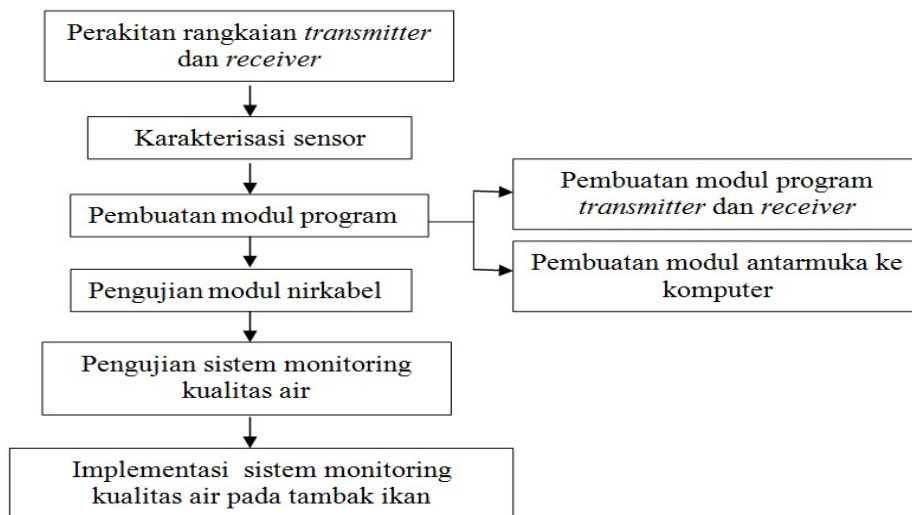 Perakitan rangkaian transmitter
dan receiver
Karakterisasi sensor
Pembuatan modul program
Pembuatan modul program
transmitter dan receiver
Pembuatan modul antarmuka ke
komputer
Pengujian modul nirkabel
Pengujian sistem monitoring
kualitas air
Implementasi sistem monitoring
kualitas air pada tambak ikan